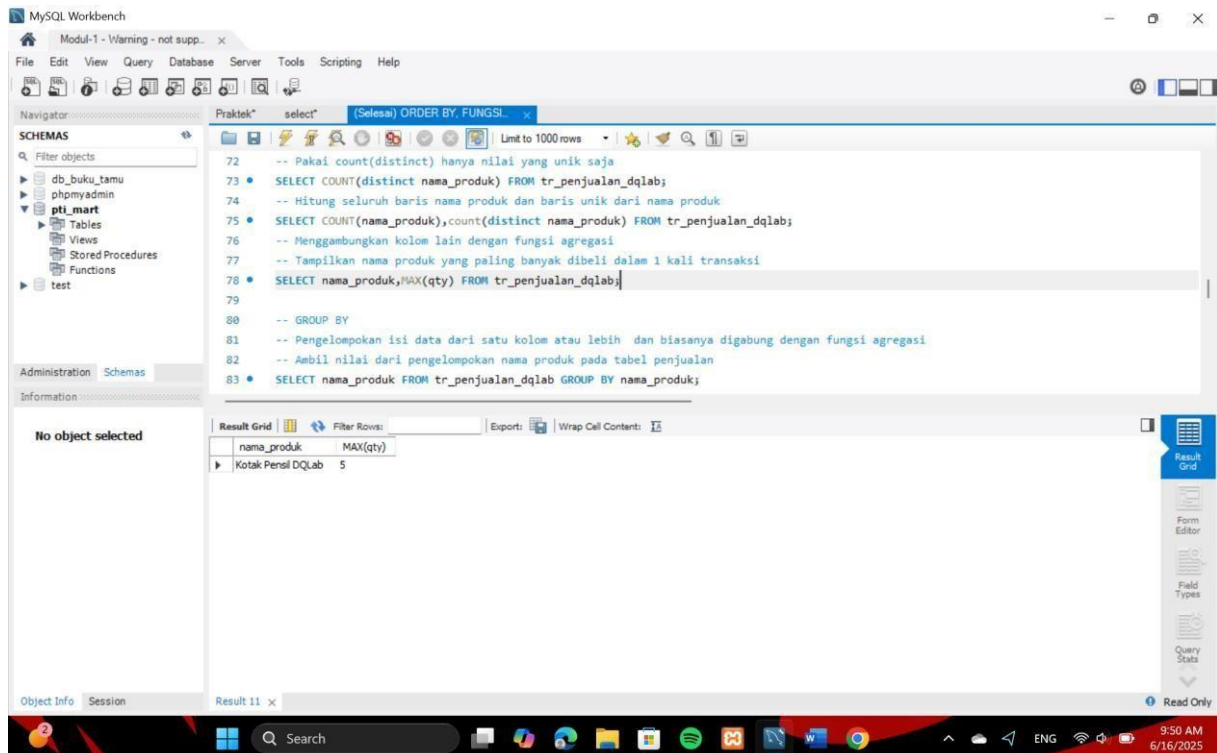 MySQL Workbench
Modul-1 - Warning - not supp..
File Edit View Query Database Server Tools Scripting Help
Navigator
Praktek*
select*
(Selesai) ORDER BY, FUNGSI...
SCHEMAS
Limit to 1000 rows
Filter objects
db_buku_tamu
phpmyadmin
pti_mart
Tables
Views
Stored Procedures
Functions
test
72 -- Pakai count(distinct) hanya nilai yang unik saja
73 SELECT COUNT(distinct nama_produk) FROM tr_penjualan_dqlab;
74 -- Hitung seluruh baris nama produk dan baris unik dari nama produk
75 SELECT COUNT(nama_produk),count(distinct nama_produk) FROM tr_penjualan_dqlab;
76 -- Menggambungkan kolom lain dengan fungsi agregasi
77 -- Tampilkan nama produk yang paling banyak dibeli dalam 1 kali transaksi
78 SELECT nama_produk,MAX(qty) FROM tr_penjualan_dqlab;
79
80 -- GROUP BY
81 -- Pengelompokan isi data dari satu kolom atau lebih dan biasanya digabung dengan fungsi agregasi
82 -- Ambil nilai dari pengelompokan nama produk pada tabel penjualan
83 SELECT nama_produk FROM tr_penjualan_dqlab GROUP BY nama_produk;
Administration Schemas
Information
No object selected
Result Grid Filter Rows: Export: Wrap Cell Content:
nama_produk MAX(qty)
Kotak Pensil DQLab 5
Result Grid
Form Editor
Field Types
Query Stats
Object Info Session
Result 11
Read Only
2
Search
ENG
9:50 AM
6/16/2025